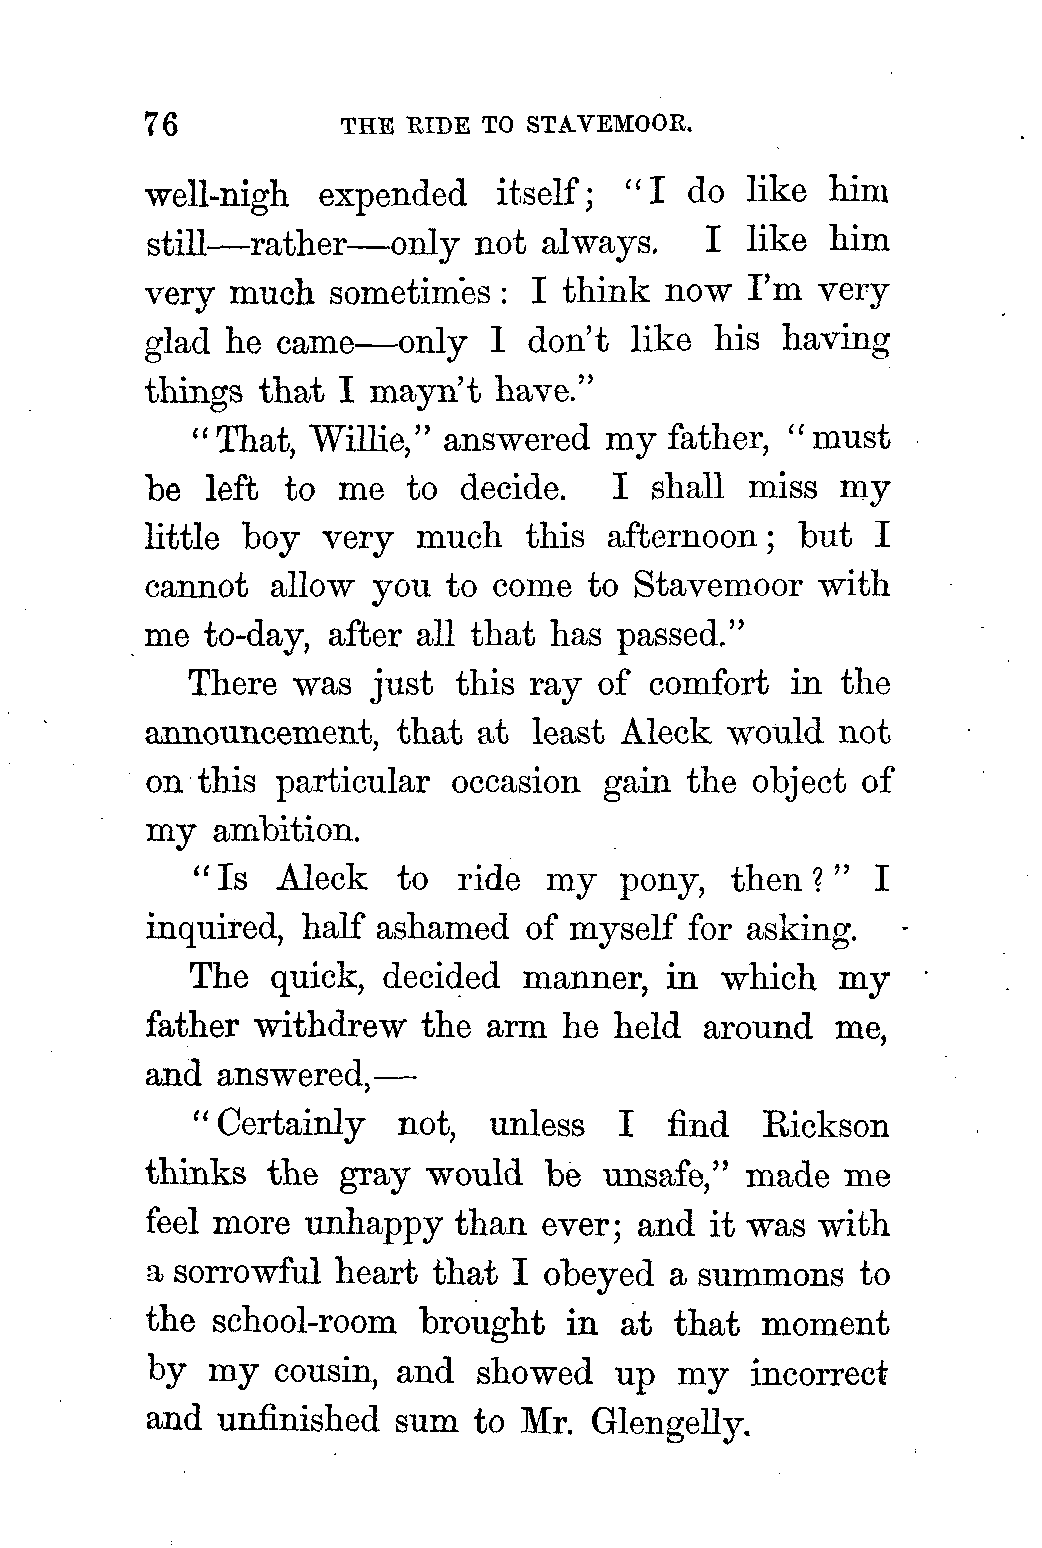 76 THE RIDE TO STAVEMOOR.
well-nigh expended itself; "I do like him
still—rather—only not always. I like him
very much sometimes: I think now I'm very
glad he came—only I don't like his having
things that I mayn't have."
"That, Willie," answered my father, "must
be left to me to decide. I shall miss my
little boy very much this afternoon; but I
cannot allow you to come to Stavemoor with
me to-day, after all that has passed."
There was just this ray of comfort in the
announcement, that at least Aleck would not
on this particular occasion gain the object of
my ambition.
"Is Aleck to ride my pony, then?" I
inquired, half ashamed of myself for asking.
The quick, decided manner, in which my
father withdrew the arm he held around me,
and answered,—
"Certainly not, unless I find Rickson
thinks the gray would be unsafe," made me
feel more unhappy than ever; and it was with
a sorrowful heart that I obeyed a summons to
the school-room brought in at that moment
by my cousin, and showed up my incorrect
and unfinished sum to Mr. Glengelly.